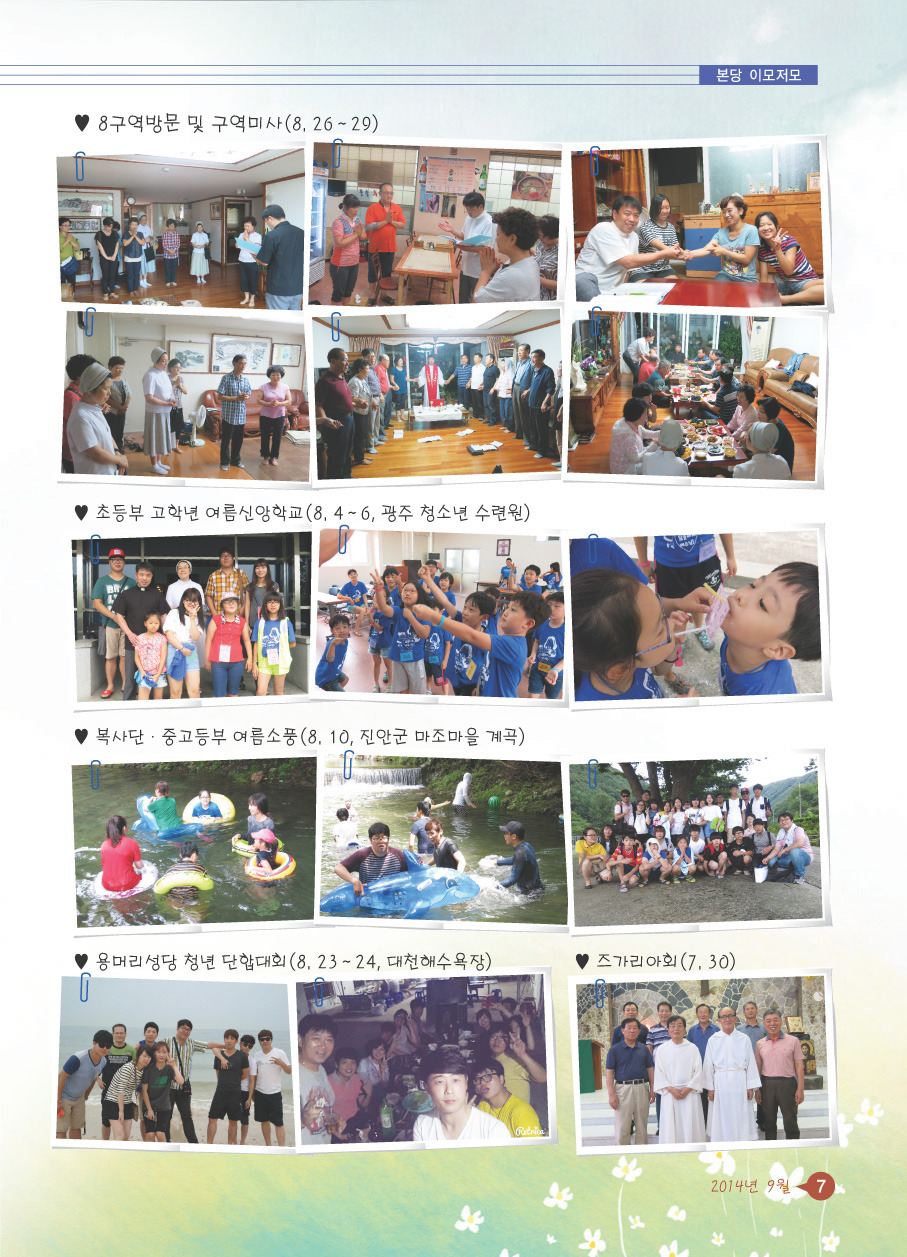 본당 이모저모
♥ 8구역방문 및 구역미사(8, 26~29)
♥ 초등부 고학년 여름신앙학교(8, 4~6, 광주 청소년 수련원)
♥ 복사단 · 중고등부 여름소풍(8, 10, 진안군 마조마을 계곡)
♥ 용머리성당 청년 단합대회(8, 23~24, 대천해수욕장)
♥ 즈가리아회(7, 30)
Retrica
2014년 9월 7